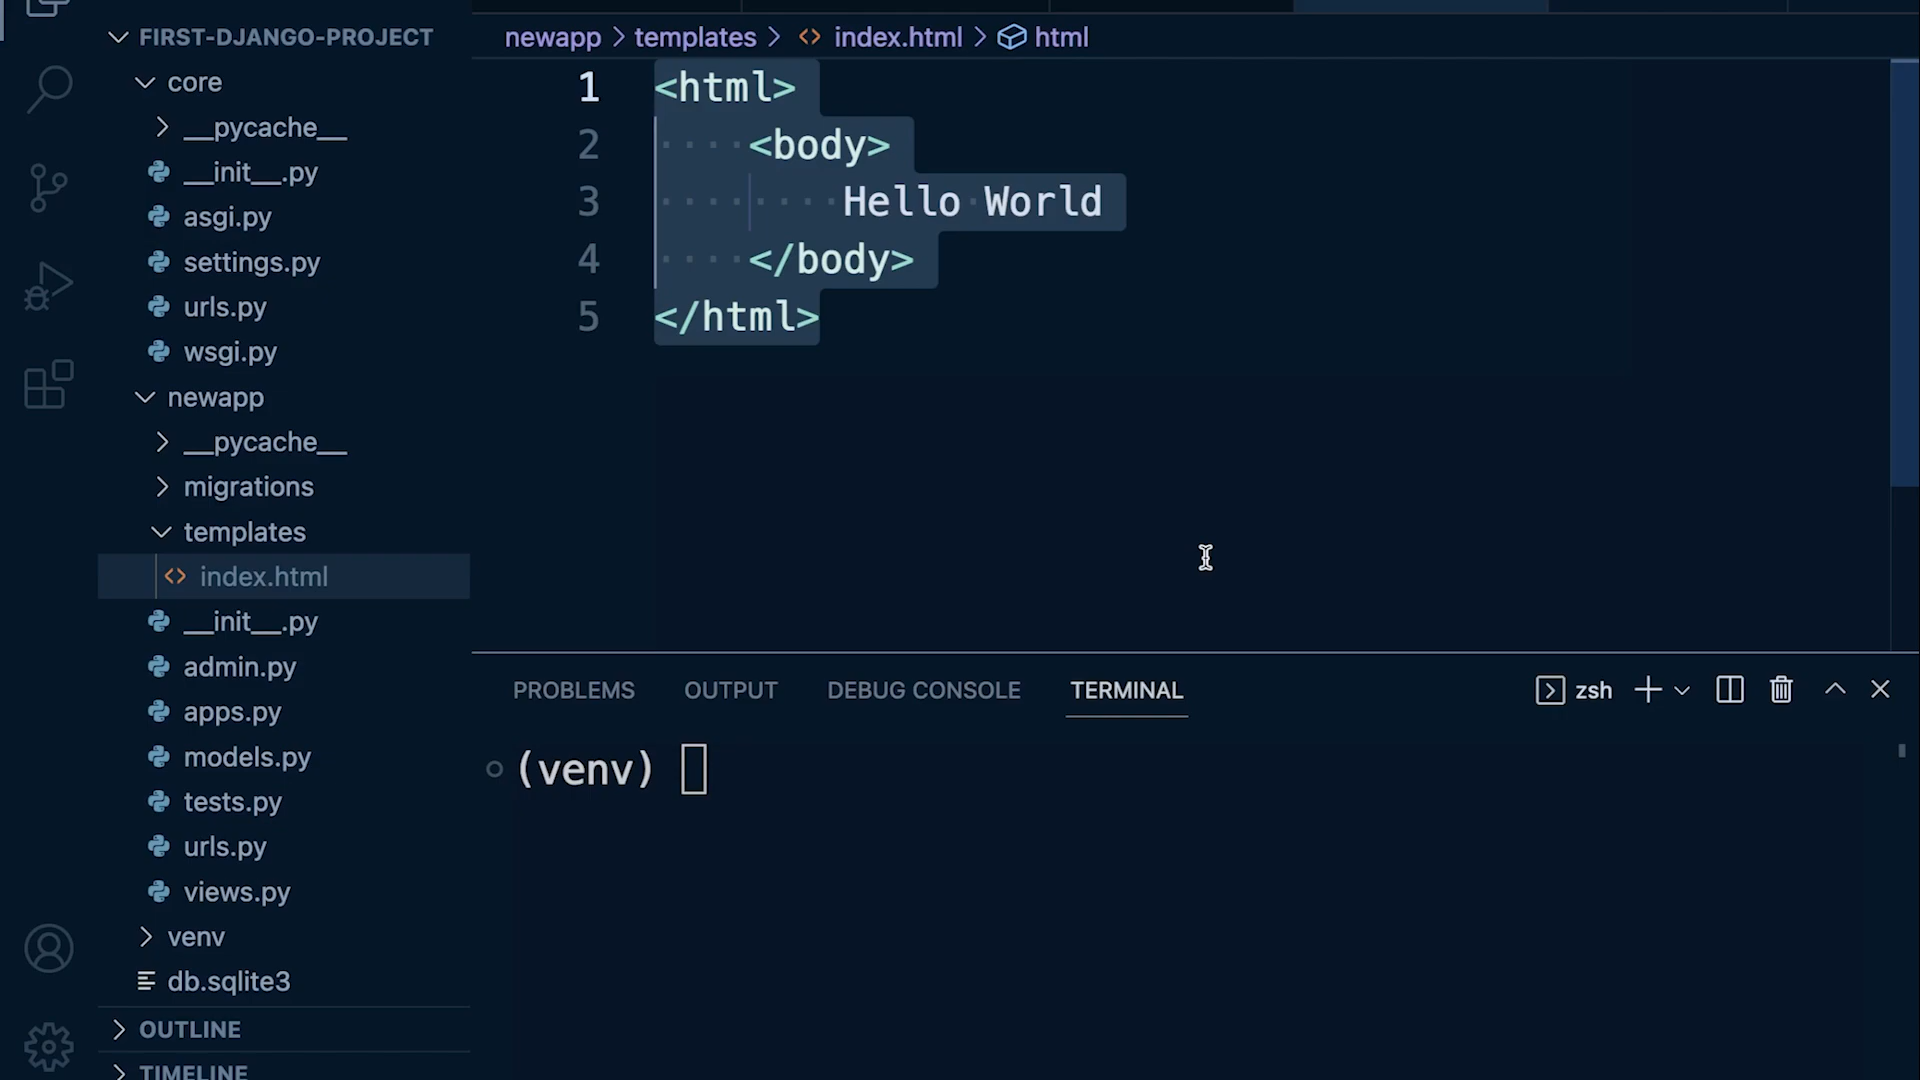 FIRST-DJANGO-PROJECT
core
__pycache__
__init__.py
asgi.py
settings.py
urls.py
wsgi.py
newapp
__pycache__
migrations
templates
index.html
__init__.py
admin.py
apps.py
models.py
tests.py
urls.py
views.py
venv
db.sqlite3
OUTLINE
TIMELINE
newapp > templates > <> index.html > html
1 <html>
2 ····<body>
3 ········Hello·World
4 ····</body>
5 </html>
PROBLEMS OUTPUT DEBUG CONSOLE TERMINAL zsh
(venv)